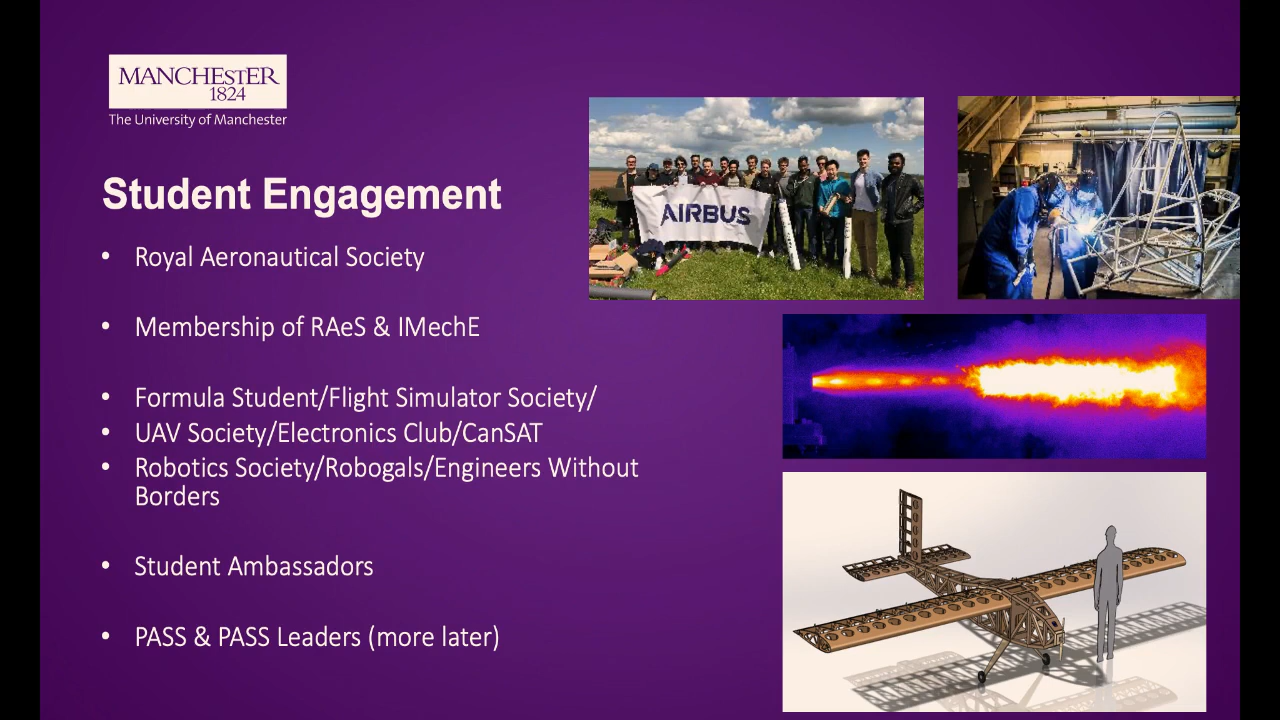 MANCHESTER
1824
The University of Manchester
Student Engagement
• Royal Aeronautical Society
• Membership of RAeS & IMechE
• Formula Student/Flight Simulator Society/
• UAV Society/Electronics Club/CanSAT
• Robotics Society/Robogals/Engineers Without
Borders
• Student Ambassadors
• PASS & PASS Leaders (more later)
AIRBUS